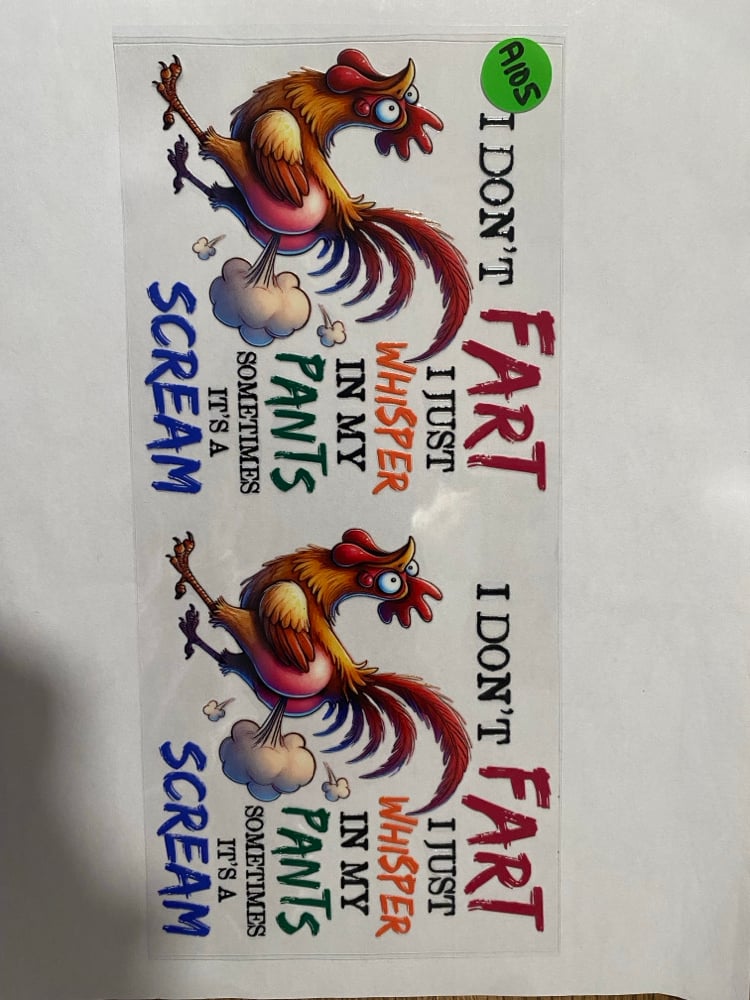 A105
I DON'T
FART
I JUST
WHISPER
IN MY
PANTS
SOMETIMES
IT'S A
SCREAM
I DON'T
FART
I JUST
WHISPER
IN MY
PANTS
SOMETIMES
IT'S A
SCREAM